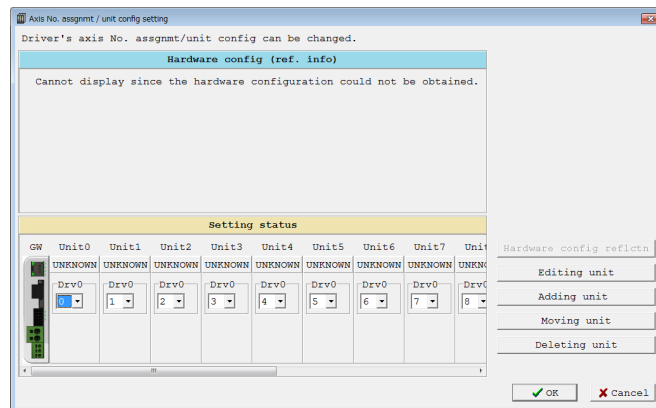 Axis No. assgnmt / unit config setting
Driver's axis No. assgnmt/unit config can be changed.
Hardware config (ref. info)
Cannot display since the hardware configuration could not be obtained.
Setting status
GW Unit0 Unit1 Unit2 Unit3 Unit4 Unit5 Unit6 Unit7 Unit
UNKNOWN UNKNOWN UNKNOWN UNKNOWN UNKNOWN UNKNOWN UNKNOWN UNKNOWN UNKNO
Drv0 Drv0 Drv0 Drv0 Drv0 Drv0 Drv0 Drv0 Drv0
0 1 2 3 4 5 6 7 8
Hardware config reflctn
Editing unit
Adding unit
Moving unit
Deleting unit
OK Cancel